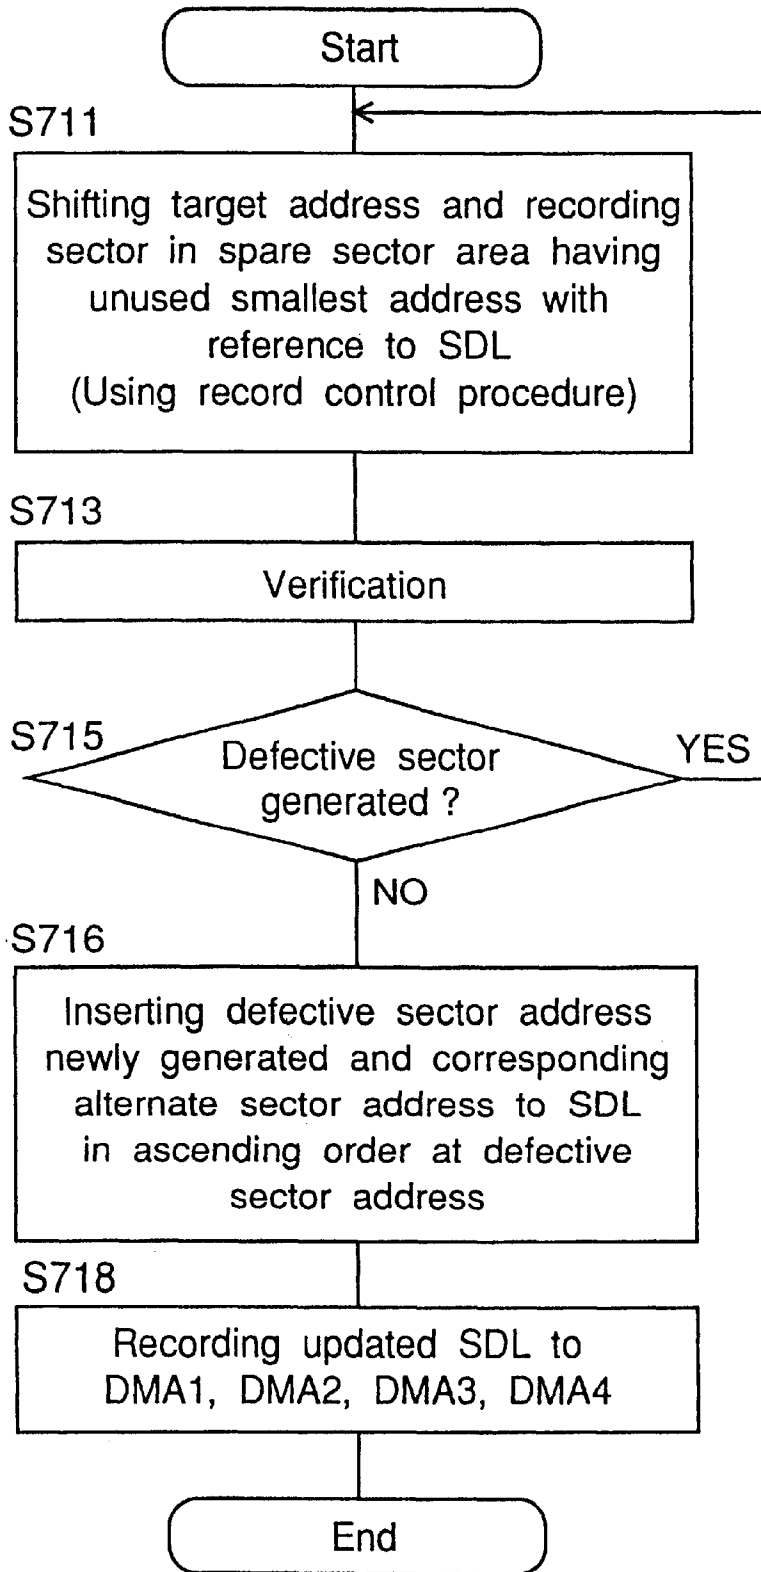 Start
S711
Shifting target address and recording
sector in spare sector area having
unused smallest address with
reference to SDL
(Using record control procedure)
S713
Verification
S715
Defective sector
generated ?
YES
NO
S716
Inserting defective sector address
newly generated and corresponding
alternate sector address to SDL
in ascending order at defective
sector address
S718
Recording updated SDL to
DMA1, DMA2, DMA3, DMA4
End